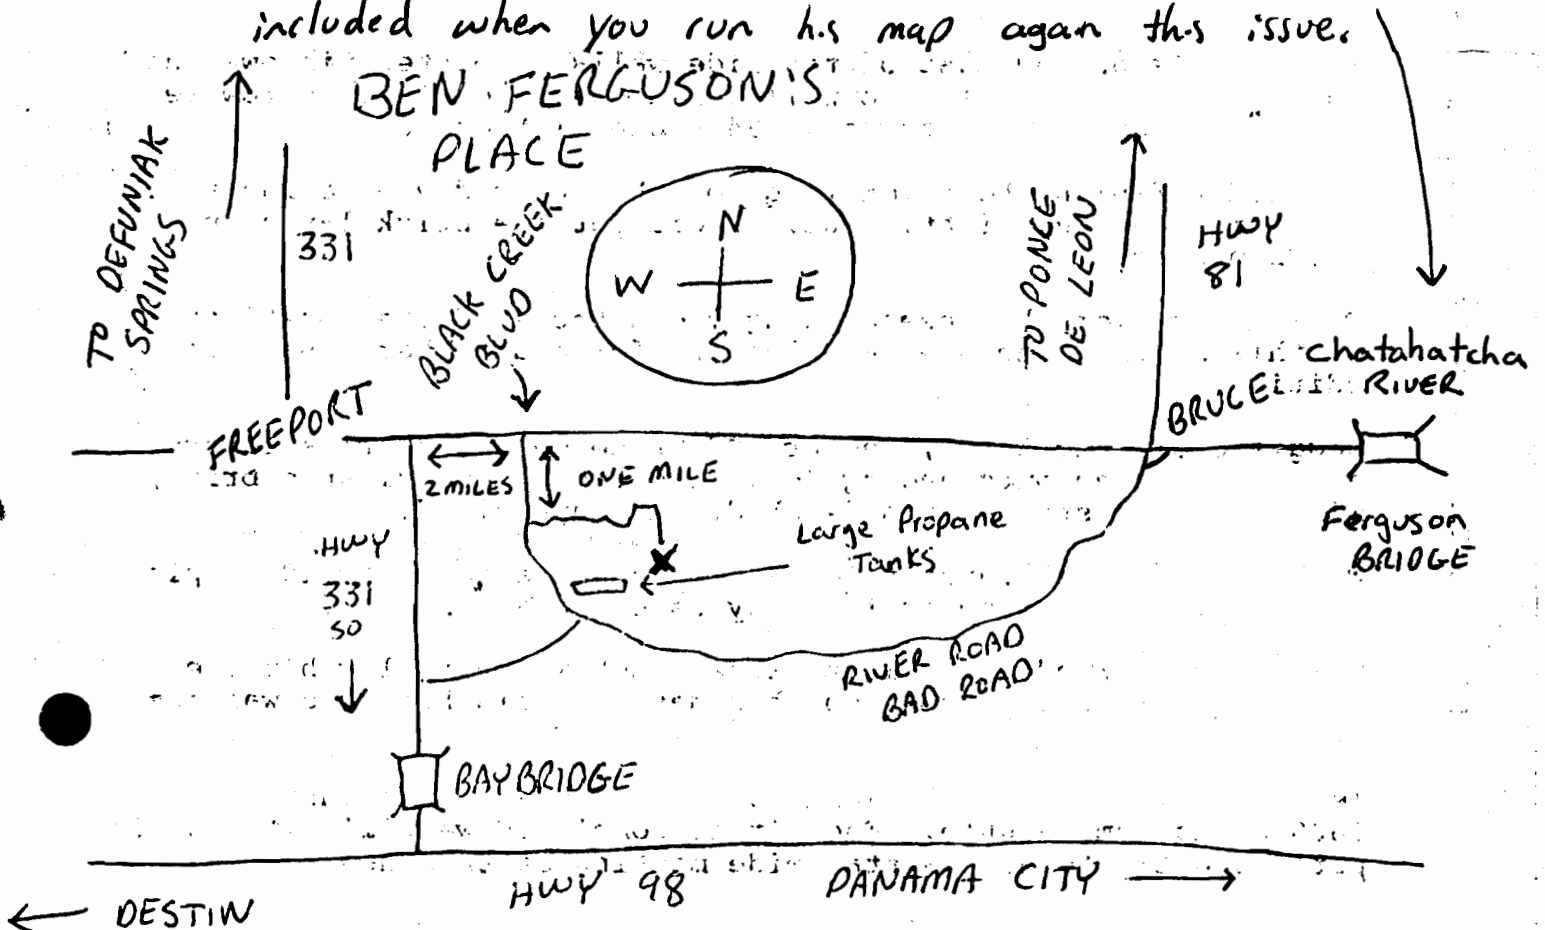 included when you run his map again this issue.
BEN FERGUSON'S
PLACE
TO DEFUNIAK
SPRINGS
331
BLACK CREEK
BLVD
N
W E
S
TO PONCE
DE LEON
HWY
81
Chatahatcha
RIVER
BRUCE
FREEPORT
2 MILES
ONE MILE
Large Propane
Tanks
Ferguson
BRIDGE
HWY
331
SO
RIVER ROAD
BAD ROAD
BAYBRIDGE
HWY 98
PANAMA CITY
DESTIN